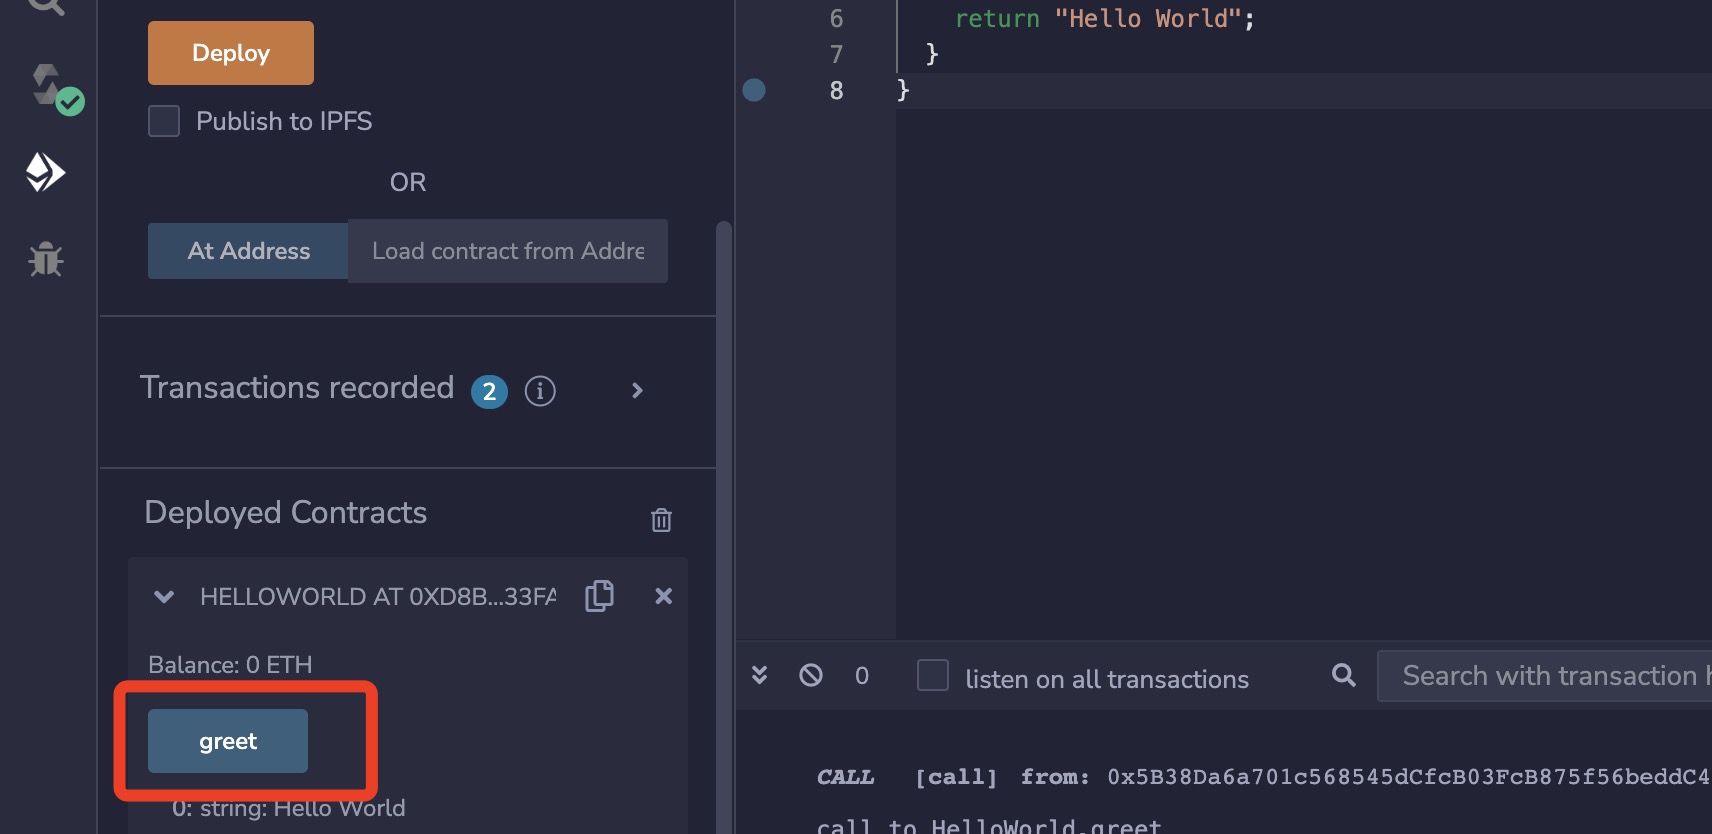 Deploy
Publish to IPFS
OR
At Address Load contract from Addre
Transactions recorded 2 i
Deployed Contracts
HELLOWORLD AT 0XD8B...33FA
Balance: 0 ETH
greet
0: string: Hello World
6 return "Hello World";
7 }
8 }
0 listen on all transactions Search with transaction h
CALL [call] from: 0x5B38Da6a701c568545dCfcB03FcB875f56beddC4
call to HelloWorld.greet